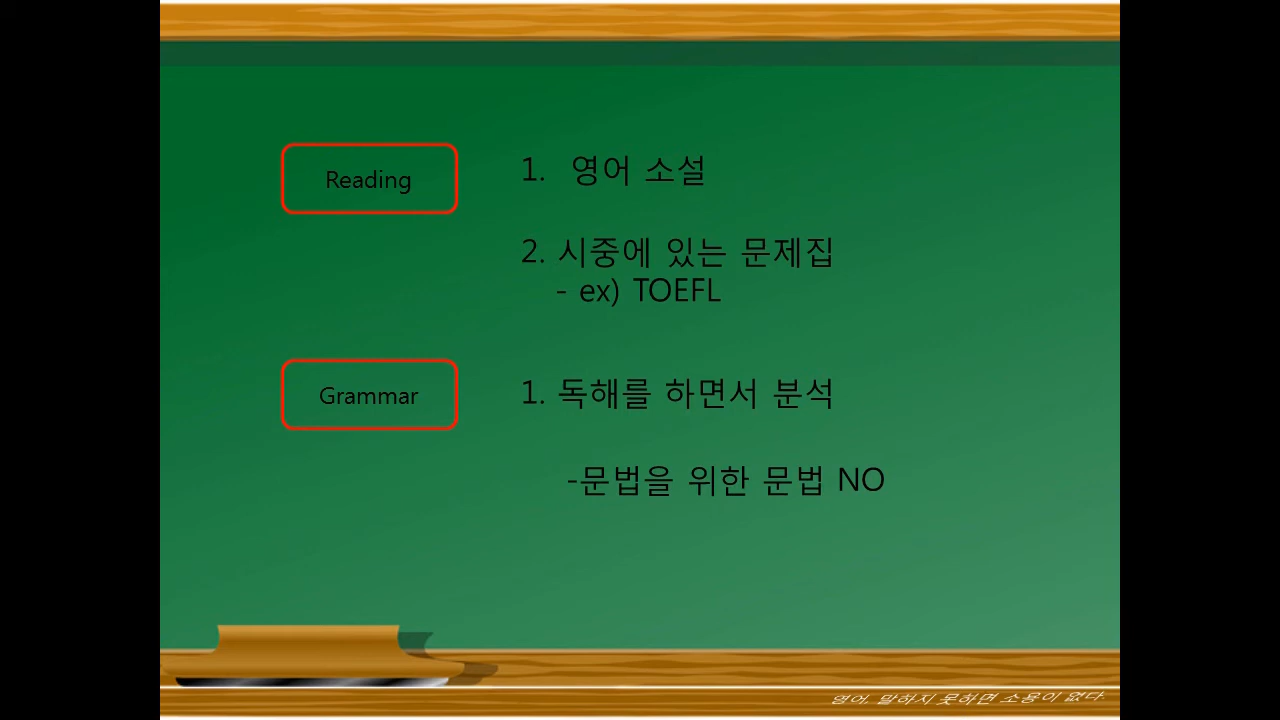 Reading
1. 영어 소설
2. 시중에 있는 문제집
- ex) TOEFL
Grammar
1. 독해를 하면서 분석
-문법을 위한 문법 NO
영어, 말하지 못하면 소용이 없다